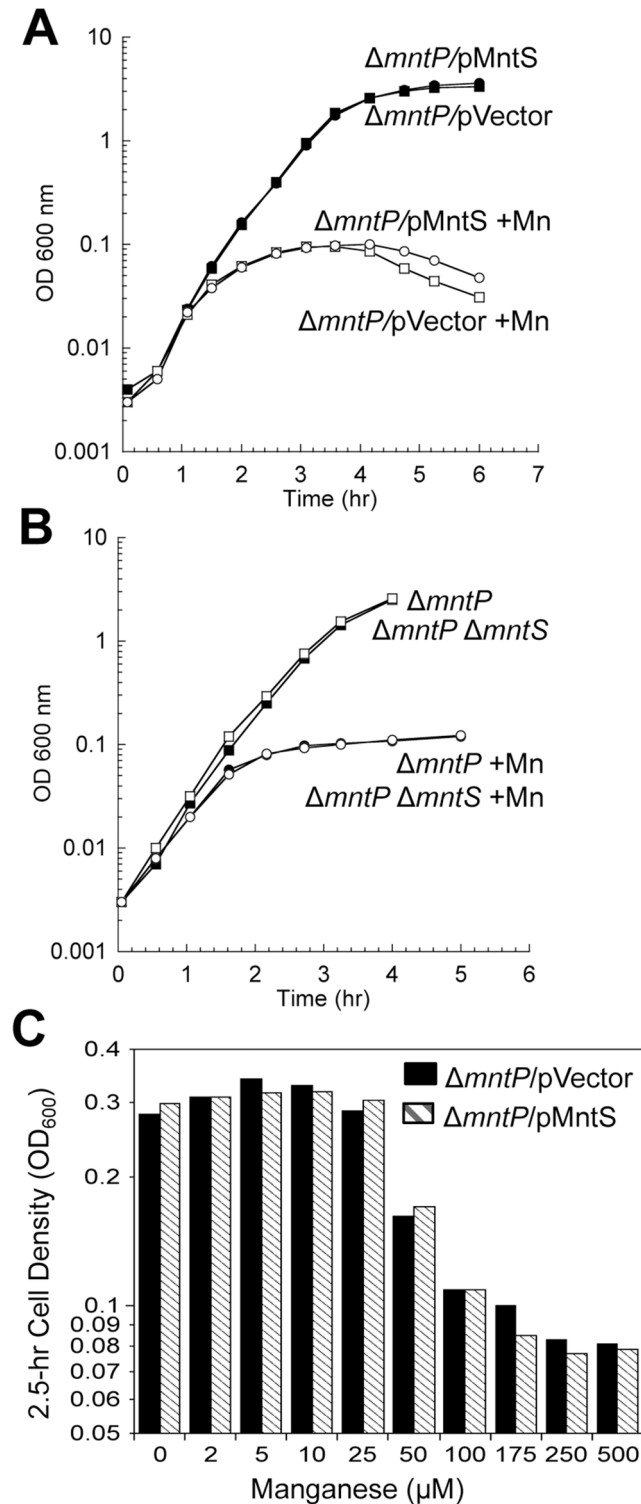 A
10
1
0.1
0.01
0.001
OD 600 nm
ΔmntP/pMntS
ΔmntP/pVector
ΔmntP/pMntS +Mn
ΔmntP/pVector +Mn
0 1 2 3 4 5 6 7
Time (hr)
B
10
1
0.1
0.01
0.001
OD 600 nm
ΔmntP
ΔmntP ΔmntS
ΔmntP +Mn
ΔmntP ΔmntS +Mn
0 1 2 3 4 5 6
Time (hr)
C
0.4
0.3
0.2
0.1
0.09
0.08
0.07
0.06
0.05
2.5-hr Cell Density (OD600)
ΔmntP/pVector
ΔmntP/pMntS
0 2 5 10 25 50 100 175 250 500
Manganese (µM)